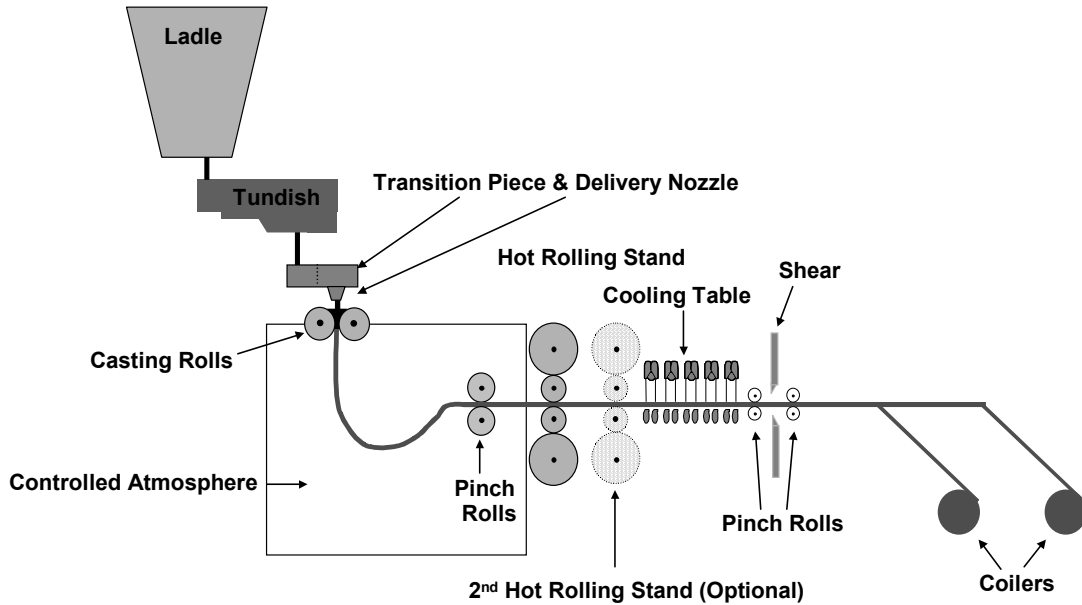 Ladle
Tundish
Transition Piece & Delivery Nozzle
Hot Rolling Stand
Shear
Cooling Table
Casting Rolls
Controlled Atmosphere
Pinch
Rolls
Pinch Rolls
Coilers
2nd Hot Rolling Stand (Optional)